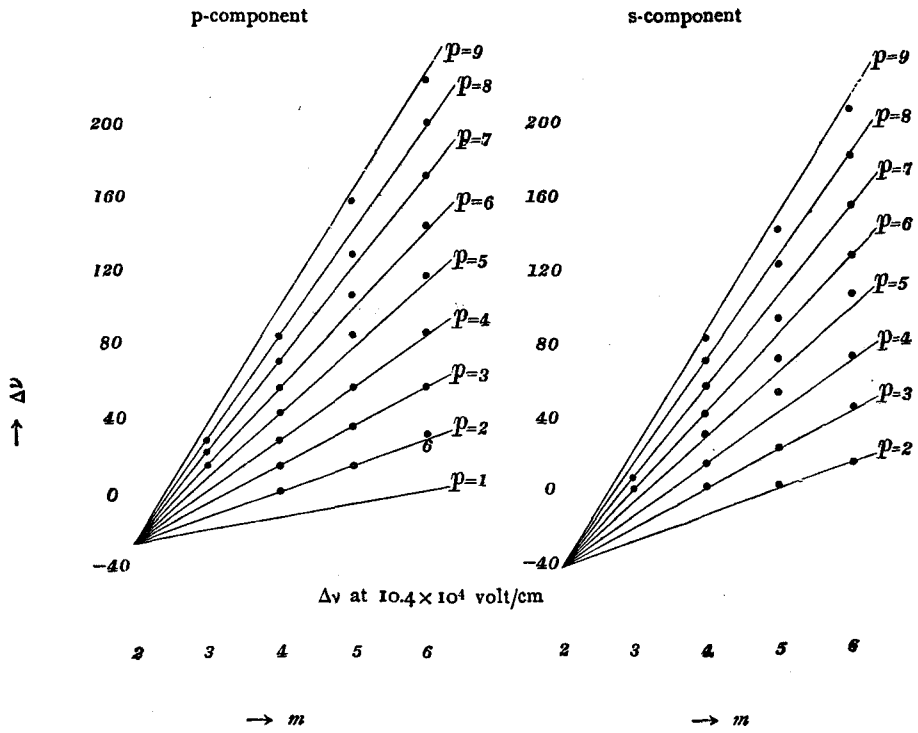 p-component
s-component
p=9
p=8
p=7
p=6
p=5
p=4
p=3
p=2
p=1
200
160
120
80
40
0
−40
→ Δν
6
p=9
p=8
p=7
p=6
p=5
p=4
p=3
p=2
200
160
120
80
40
0
−40
Δν at 10.4×10⁴ volt/cm
2 3 4 5 6
2 3 4 5 6
→ m
→ m